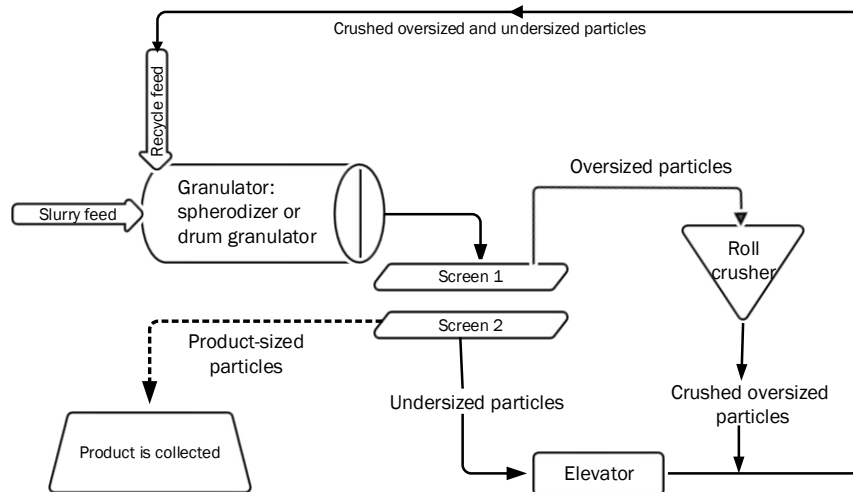 Crushed oversized and undersized particles
Recycle feed
Slurry feed
Granulator:
spherodizer or
drum granulator
Oversized particles
Roll
crusher
Screen 1
Screen 2
Product-sized
particles
Undersized particles
Crushed oversized
particles
Product is collected
Elevator